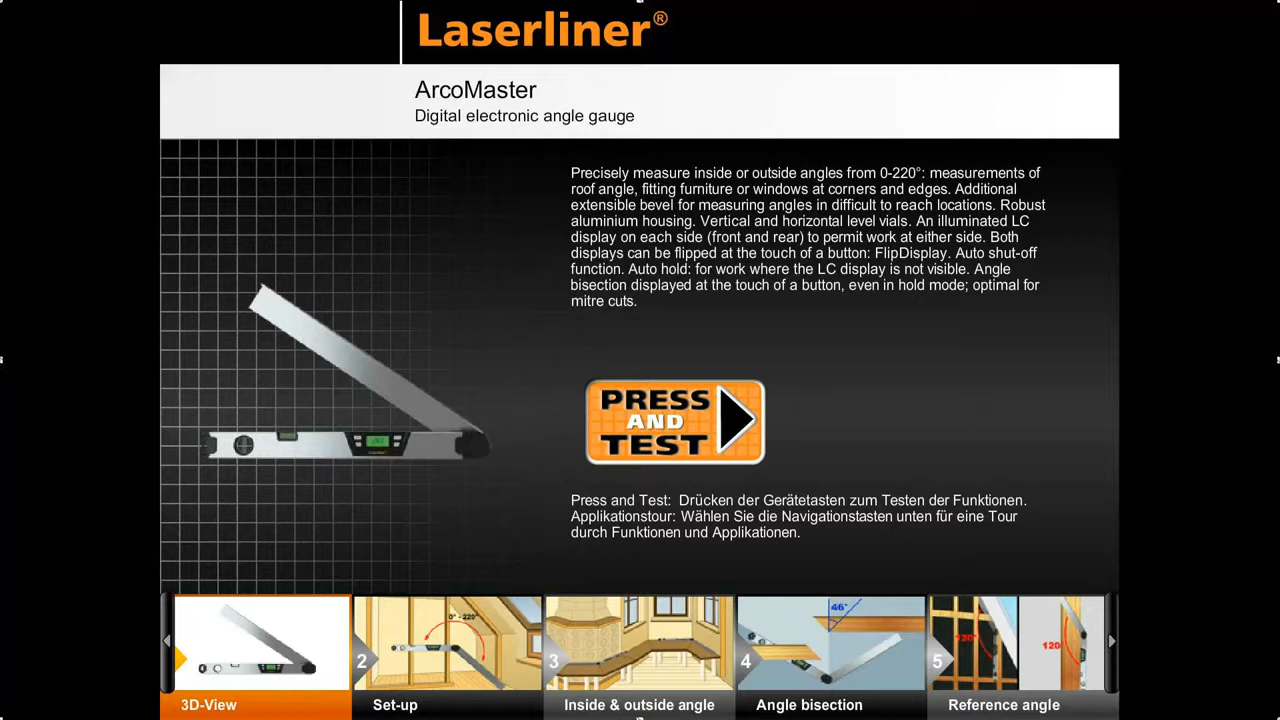 Laserliner®
ArcoMaster
Digital electronic angle gauge
Precisely measure inside or outside angles from 0-220°: measurements of
roof angle, fitting furniture or windows at corners and edges. Additional
extensible bevel for measuring angles in difficult to reach locations. Robust
aluminium housing. Vertical and horizontal level vials. An illuminated LC
display on each side (front and rear) to permit work at either side. Both
displays can be flipped at the touch of a button: FlipDisplay. Auto shut-off
function. Auto hold: for work where the LC display is not visible. Angle
bisection displayed at the touch of a button, even in hold mode; optimal for
mitre cuts.
PRESS
AND
TEST
Press and Test:  Drücken der Gerätetasten zum Testen der Funktionen.
Applikationstour: Wählen Sie die Navigationstasten unten für eine Tour
durch Funktionen und Applikationen.
0° - 220°
46°
120°
120
2
3
4
5
3D-View
Set-up
Inside & outside angle
Angle bisection
Reference angle